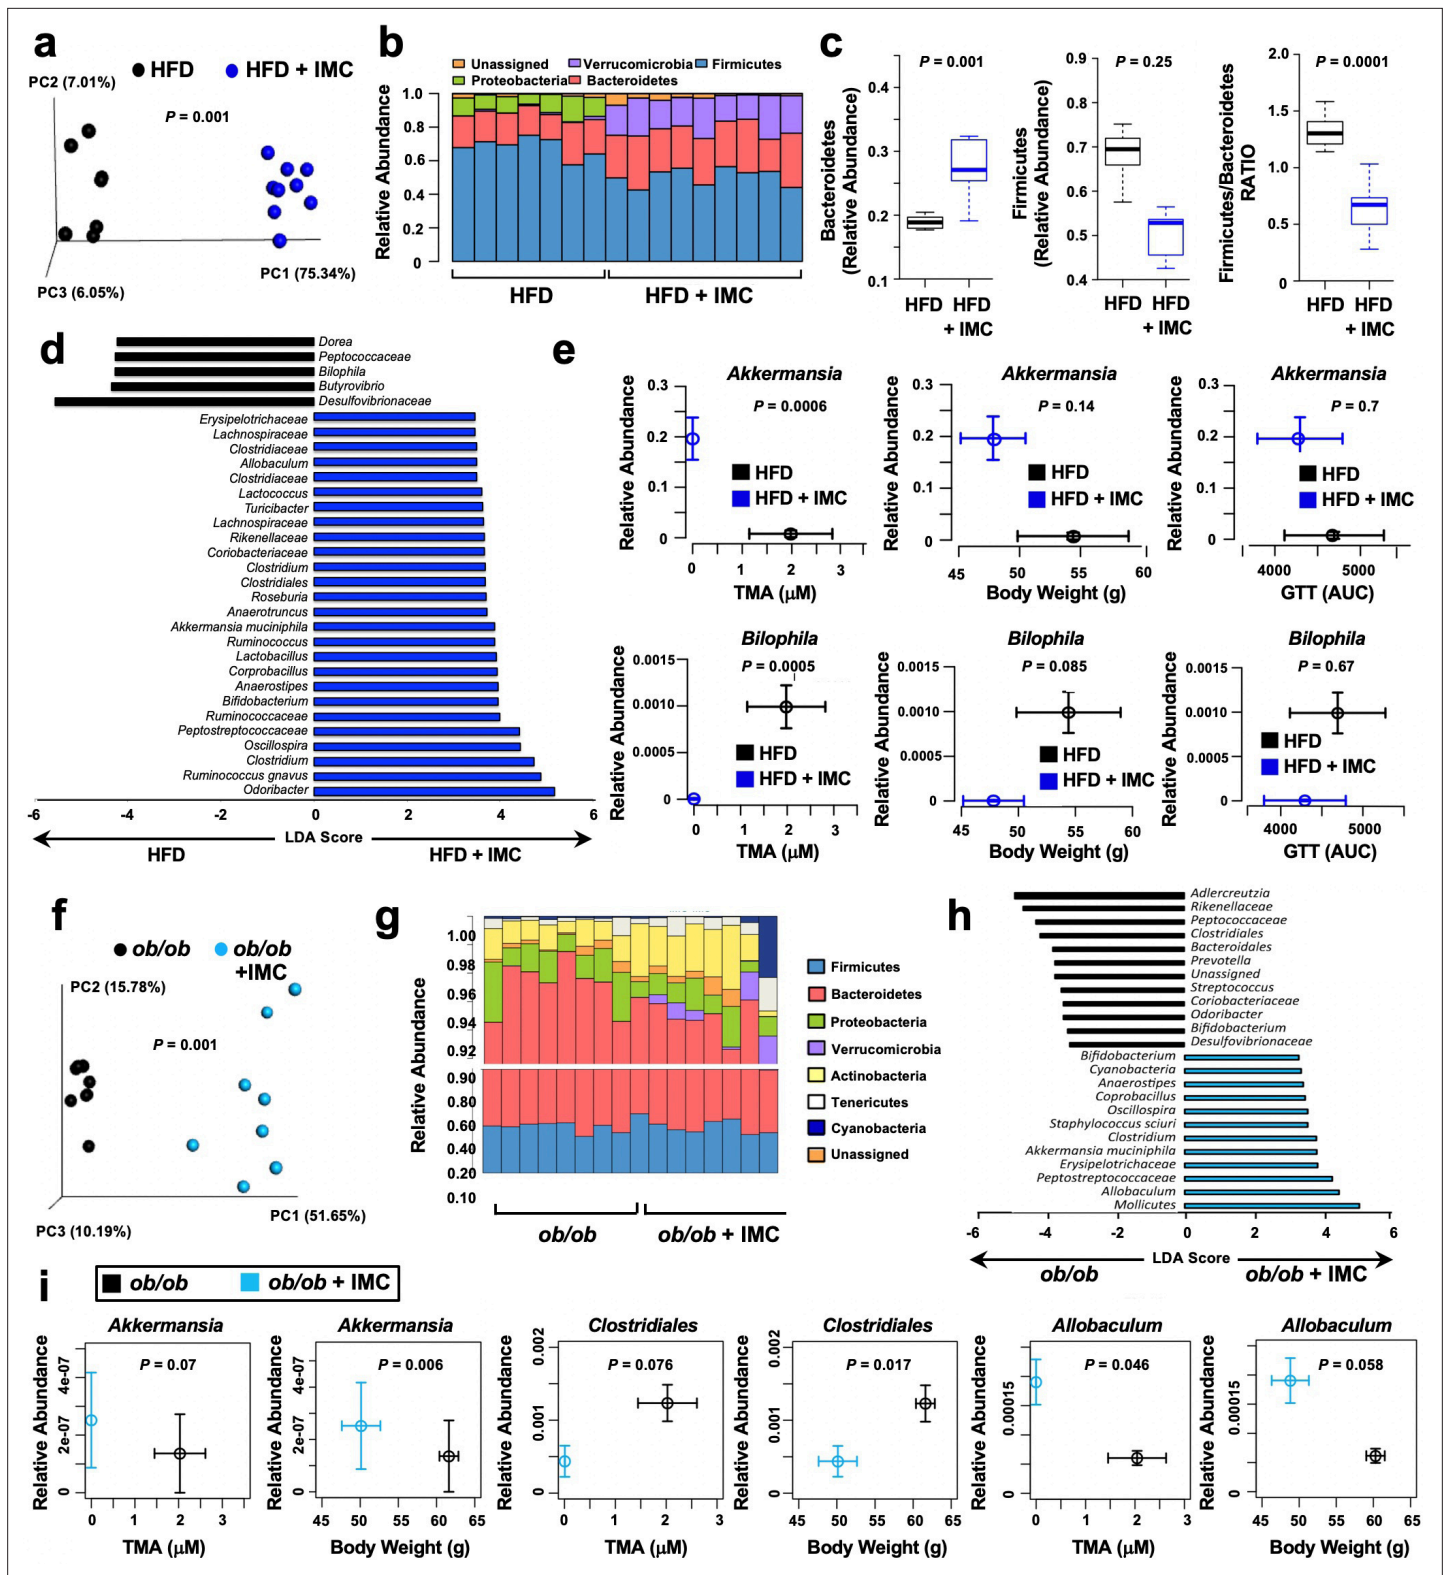 a
HFD
HFD + IMC
PC2 (7.01%)
P = 0.001
PC1 (75.34%)
PC3 (6.05%)
b
Unassigned
Verrucomicrobia
Firmicutes
Proteobacteria
Bacteroidetes
Relative Abundance
1.0
0.8
0.6
0.4
0.2
0
HFD
HFD + IMC
c
Bacteroidetes
(Relative Abundance)
P = 0.001
0.4
0.3
0.2
0.1
HFD
HFD
+ IMC
Firmicutes
(Relative Abundance)
P = 0.25
0.9
0.8
0.7
0.6
0.5
0.4
HFD
HFD
+ IMC
Firmicutes/Bacteroidetes
RATIO
P = 0.0001
2.0
1.5
1.0
0.5
0
HFD
HFD
+ IMC
d
Dorea
Peptococcaceae
Bilophila
Butyrovibrio
Desulfovibrionaceae
Erysipelotrichaceae
Lachnospiraceae
Clostridiaceae
Allobaculum
Clostridiaceae
Lactococcus
Turicibacter
Lachnospiraceae
Rikenellaceae
Coriobacteriaceae
Clostridium
Clostridiales
Roseburia
Anaerotruncus
Akkermansia muciniphila
Ruminococcus
Lactobacillus
Corprobacillus
Anaerostipes
Bifidobacterium
Ruminococcaceae
Peptostreptococcaceae
Oscillospira
Clostridium
Ruminococcus gnavus
Odoribacter
-6 -4 -2 0 2 4 6
LDA Score
HFD
HFD + IMC
e
Akkermansia
P = 0.0006
Relative Abundance
0.3
0.2
0.1
0
HFD
HFD + IMC
0 1 2 3
TMA (μM)
Akkermansia
P = 0.14
Relative Abundance
0.3
0.2
0.1
0
HFD
HFD + IMC
45 50 55 60
Body Weight (g)
Akkermansia
P = 0.7
Relative Abundance
0.3
0.2
0.1
0
HFD
HFD + IMC
4000 5000
GTT (AUC)
Bilophila
P = 0.0005
Relative Abundance
0.0015
0.0010
0.0005
0
HFD
HFD + IMC
0 1 2 3
TMA (μM)
Bilophila
P = 0.085
Relative Abundance
0.0015
0.0010
0.0005
0
HFD
HFD + IMC
45 50 55 60
Body Weight (g)
Bilophila
P = 0.67
Relative Abundance
0.0015
0.0010
0.0005
0
HFD
HFD + IMC
4000 5000
GTT (AUC)
f
ob/ob
ob/ob
+IMC
PC2 (15.78%)
P = 0.001
PC1 (51.65%)
PC3 (10.19%)
g
Relative Abundance
1.00
0.98
0.96
0.94
0.92
0.90
0.80
0.60
0.40
0.20
0.10
ob/ob
ob/ob + IMC
Firmicutes
Bacteroidetes
Proteobacteria
Verrucomicrobia
Actinobacteria
Tenericutes
Cyanobacteria
Unassigned
h
Adlercreutzia
Rikenellaceae
Peptococcaceae
Clostridiales
Bacteroidales
Prevotella
Unassigned
Streptococcus
Coriobacteriaceae
Odoribacter
Bifidobacterium
Desulfovibrionaceae
Bifidobacterium
Cyanobacteria
Anaerostipes
Coprobacillus
Oscillospira
Staphylococcus sciuri
Clostridium
Akkermansia muciniphila
Erysipelotrichaceae
Peptostreptococcaceae
Allobaculum
Mollicutes
-6 -4 -2 0 2 4 6
LDA Score
ob/ob
ob/ob + IMC
i
ob/ob
ob/ob + IMC
Akkermansia
P = 0.07
Relative Abundance
4e-07
2e-07
0
0 1 2 3
TMA (μM)
Akkermansia
P = 0.006
Relative Abundance
4e-07
2e-07
0
45 50 55 60 65
Body Weight (g)
Clostridiales
P = 0.076
Relative Abundance
0.002
0.001
0
0 1 2 3
TMA (μM)
Clostridiales
P = 0.017
Relative Abundance
0.002
0.001
0
45 50 55 60 65
Body Weight (g)
Allobaculum
P = 0.046
Relative Abundance
0.00015
0
0 1 2 3
TMA (μM)
Allobaculum
P = 0.058
Relative Abundance
0.00015
0
45 50 55 60 65
Body Weight (g)